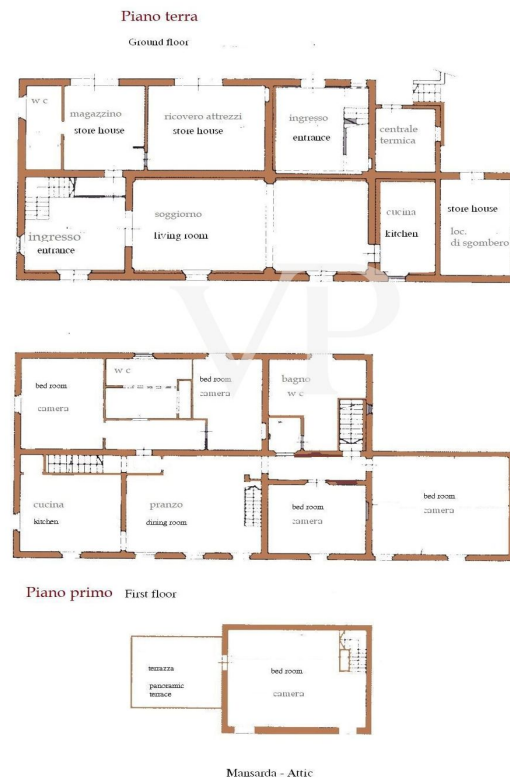 Piano terra
Ground floor
w c
magazzino
store house
ricovero attrezzi
store house
ingresso
entrance
centrale
termica
ingresso
entrance
soggiorno
living room
cucina
kitchen
store house
loc.
di sgombero
VP
bed room
camera
w c
bed room
camera
bagno
w c
cucina
kitchen
pranzo
dining room
bed room
camera
bed room
camera
Piano primo First floor
terrazza
panoramic
terrace
bed room
camera
Mansarda - Attic